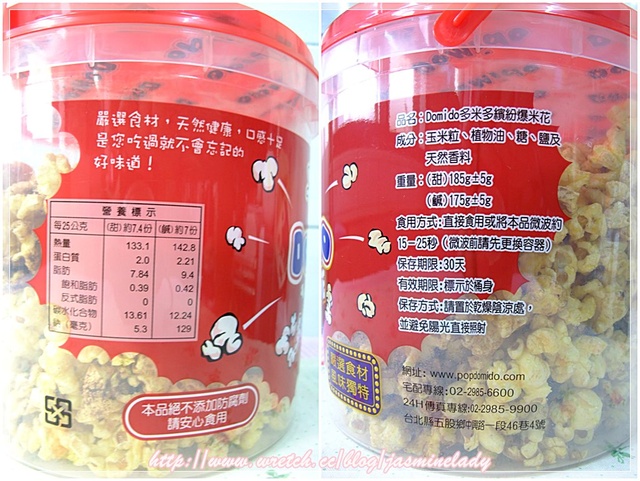 嚴選食材，天然健康，口感十足
是您吃過就不會忘記的
好味道！
營養標示
每25公克 (甜)約7.4份 (鹹)約7份
熱量 133.1 142.8
蛋白質 2.0 2.21
脂肪 7.84 9.4
飽和脂肪 0.39 0.42
反式脂肪 0 0
碳水化合物 13.61 12.24
鈉（毫克） 5.3 129
本品絕不添加防腐劑
請安心食用
品名：Domido多米多繽紛爆米花
成分：玉米粒、植物油、糖、鹽及
天然香料
重量：(甜)185g±5g
(鹹)175g±5g
食用方式：直接食用或將本品微波約
15－25秒（微波前請先更換容器）
保存期限：30天
有效期限：標示於桶身
保存方式：請置於乾燥陰涼處，
並避免陽光直接照射
嚴選食材
風味獨特
網址：www.popdomido.com
宅配專線：02-2985-6600
24H傳真專線：02-2985-9900
台北縣五股鄉中興路一段46巷4號
http://www.wretch.cc/blog/jasminelady